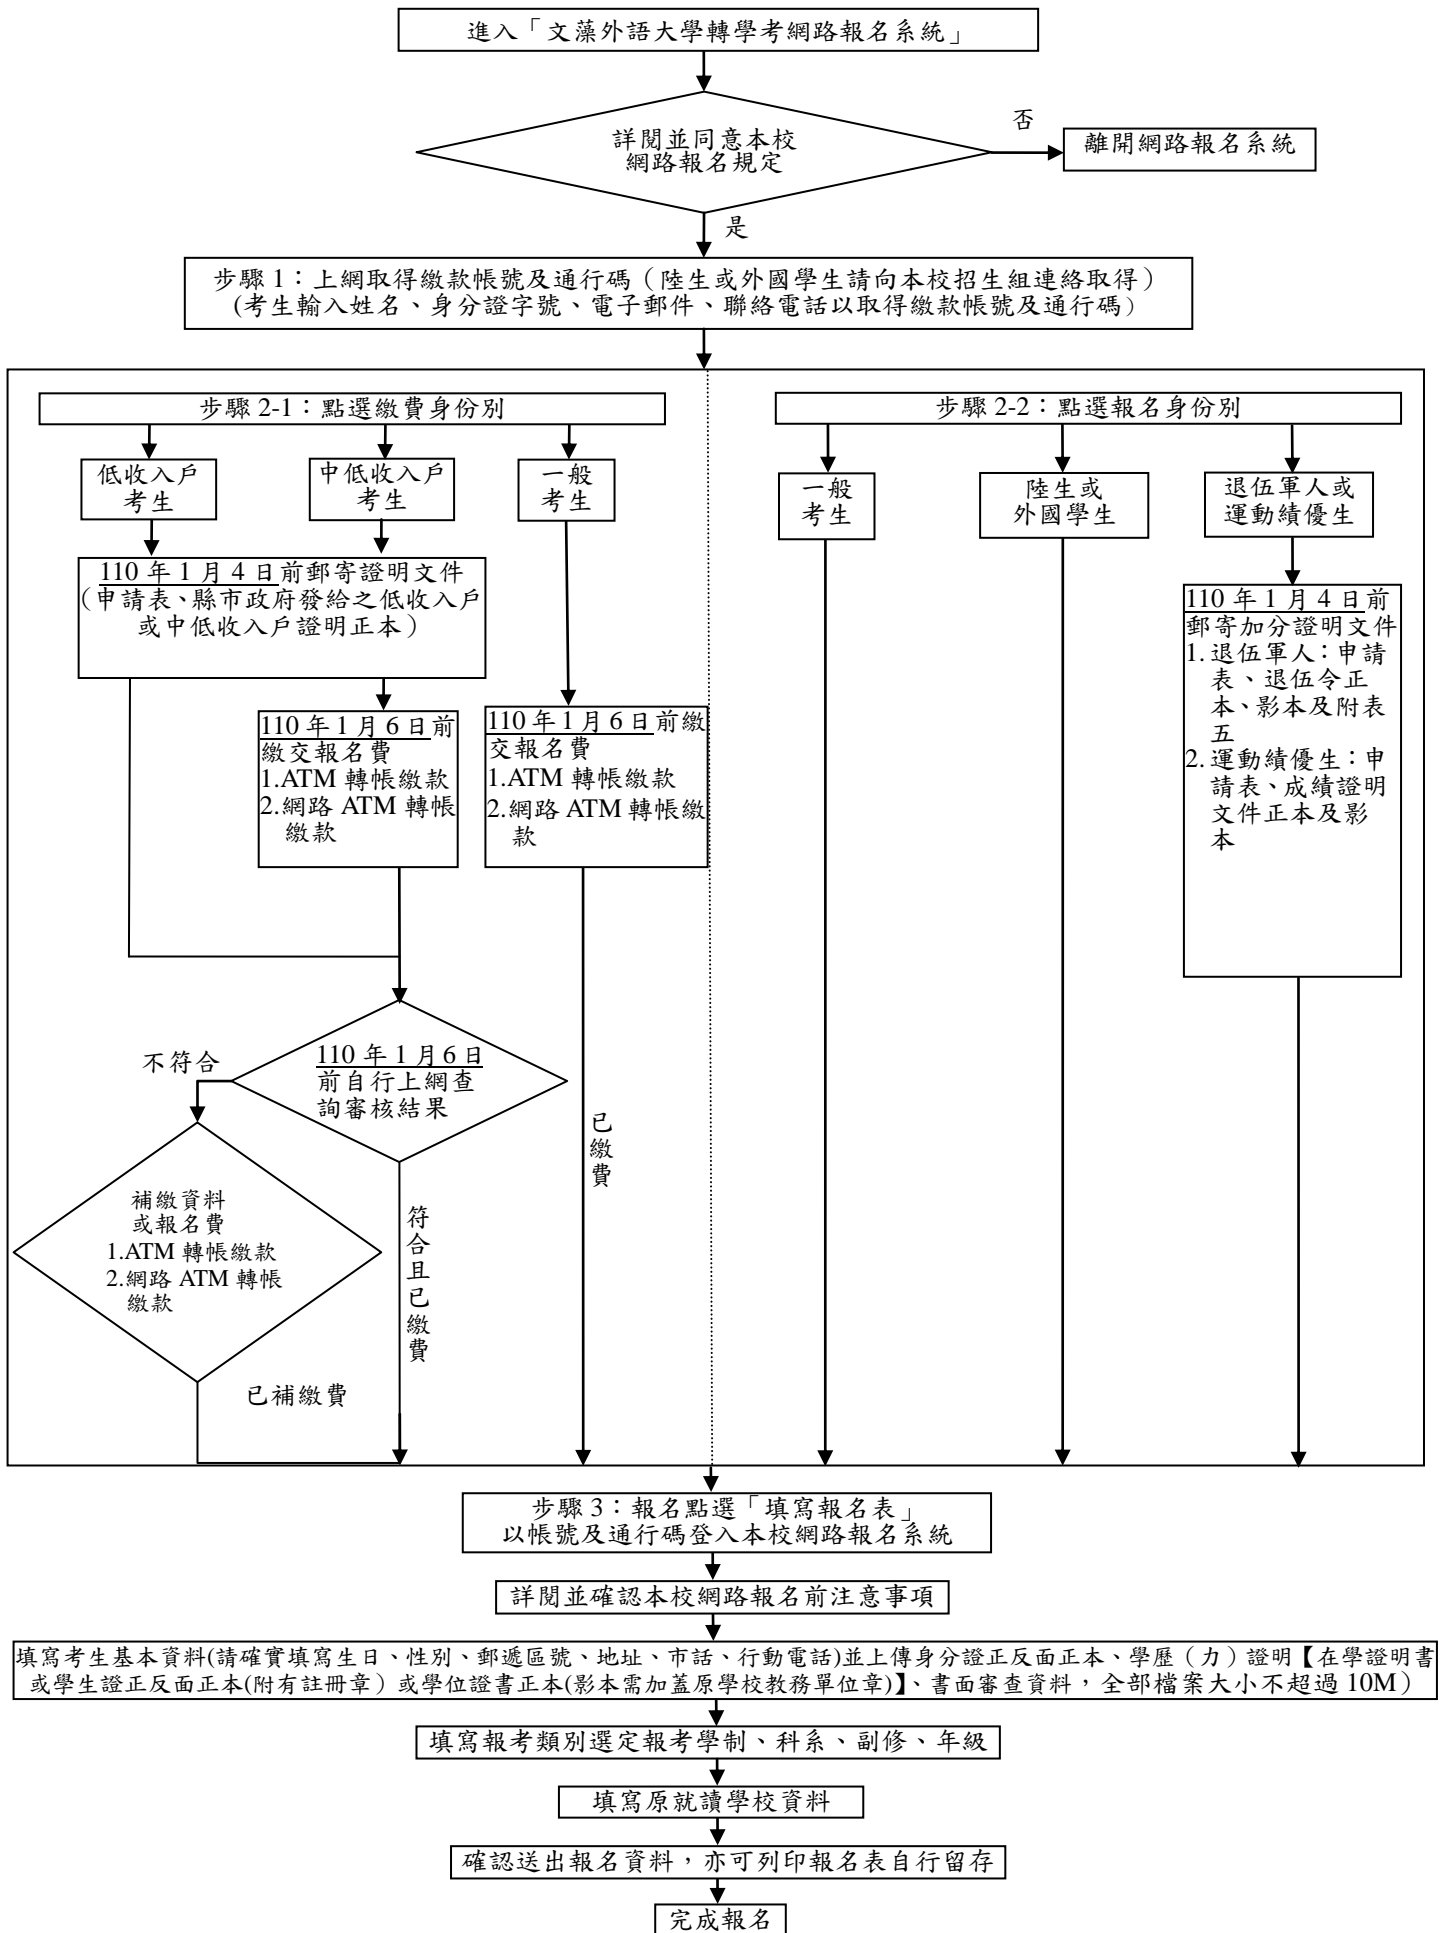 進入「文藻外語大學轉學考網路報名系統」
詳閱並同意本校
網路報名規定
否
離開網路報名系統
是
步驟 1：上網取得繳款帳號及通行碼（陸生或外國學生請向本校招生組連絡取得）
(考生輸入姓名、身分證字號、電子郵件、聯絡電話以取得繳款帳號及通行碼)
步驟 2-1：點選繳費身份別
低收入戶
考生
中低收入戶
考生
一般
考生
110 年 1 月 4 日前郵寄證明文件
（申請表、縣市政府發給之低收入戶
或中低收入戶證明正本）
110 年 1 月 6 日前
繳交報名費
1.ATM 轉帳繳款
2.網路 ATM 轉帳
繳款
110 年 1 月 6 日前繳
交報名費
1.ATM 轉帳繳款
2.網路 ATM 轉帳繳
款
110 年 1 月 6 日
前自行上網查
詢審核結果
不符合
補繳資料
或報名費
1.ATM 轉帳繳款
2.網路 ATM 轉帳
繳款
已補繳費
符合且已繳費
已繳費
步驟 2-2：點選報名身份別
一般
考生
陸生或
外國學生
退伍軍人或
運動績優生
110 年 1 月 4 日前
郵寄加分證明文件
1. 退伍軍人：申請
表、退伍令正
本、影本及附表
五
2. 運動績優生：申
請表、成績證明
文件正本及影
本
步驟 3：報名點選「填寫報名表」
以帳號及通行碼登入本校網路報名系統
詳閱並確認本校網路報名前注意事項
填寫考生基本資料(請確實填寫生日、性別、郵遞區號、地址、市話、行動電話)並上傳身分證正反面正本、學歷（力）證明【在學證明書
或學生證正反面正本(附有註冊章）或學位證書正本(影本需加蓋原學校教務單位章)】、書面審查資料，全部檔案大小不超過 10M）
填寫報考類別選定報考學制、科系、副修、年級
填寫原就讀學校資料
確認送出報名資料，亦可列印報名表自行留存
完成報名